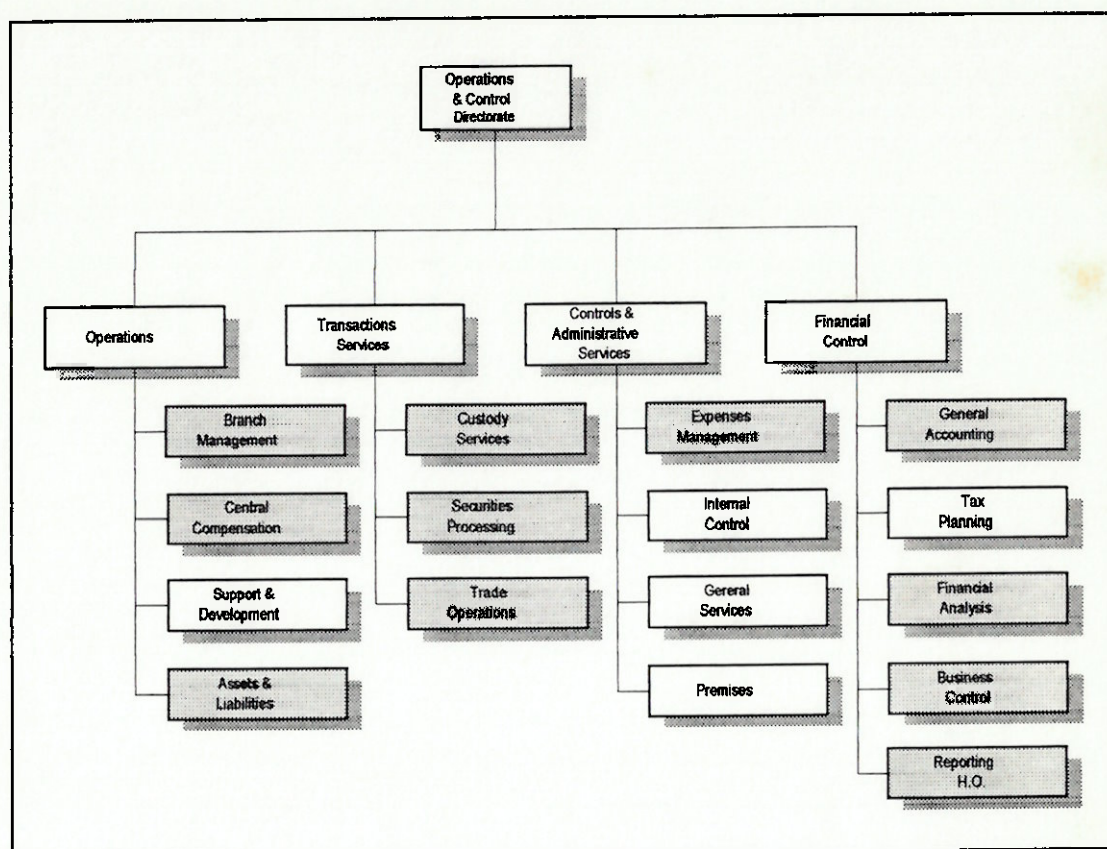 Operations
& Control
Directorate
Operations
Transactions
Services
Controls &
Administrative
Services
Financial
Control
Branch
Management
Central
Compensation
Support &
Development
Assets &
Liabilities
Custody
Services
Securities
Processing
Trade
Operations
Expenses
Management
Internal
Control
Gereral
Services
Premises
General
Accounting
Tax
Planning
Financial
Analysis
Business
Control
Reporting
H.O.